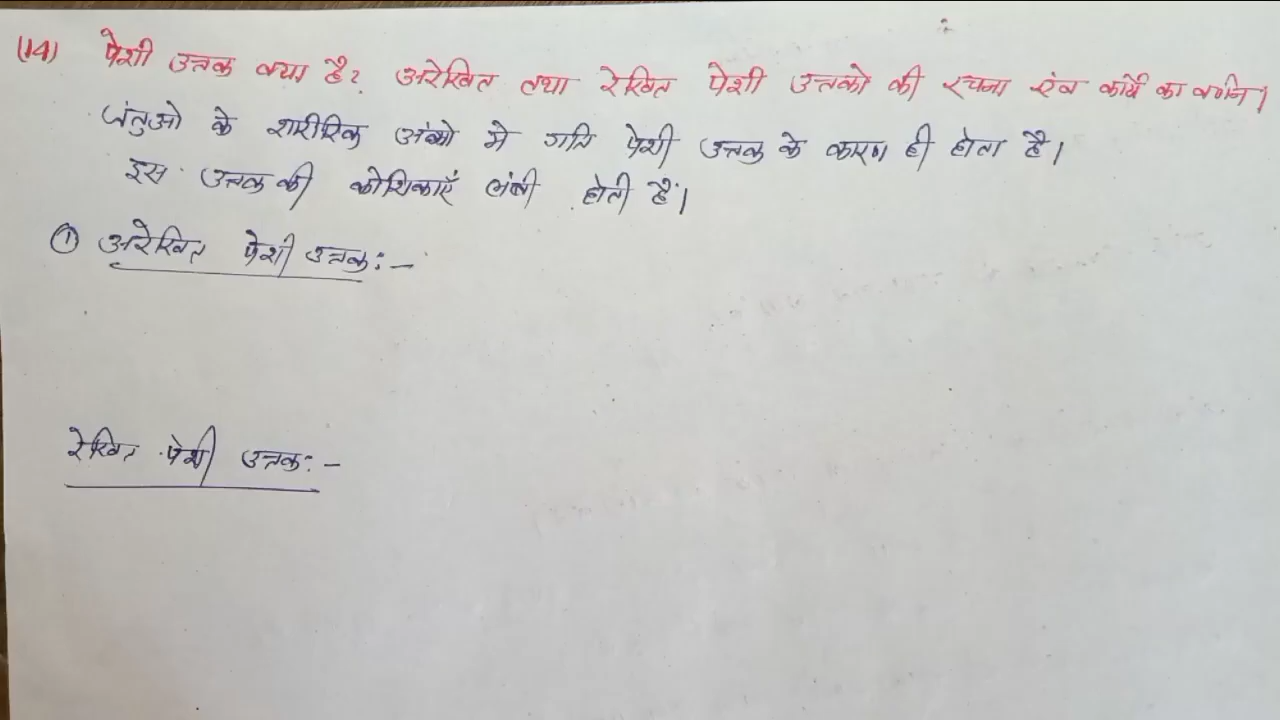 (14) पेशी उत्तक क्या है? अरेखित तथा रेखित पेशी उत्तको की रचना एंव कार्यै का वर्णन।
जंतुओ के शारीरिक अंको मे गति पेशी उत्तक के कारण ही होता है।
इस उत्तक की कोशिकाएँ लंबी होती हैं।
① अरेखित पेशी उत्तक:-
रेखित पेशी उत्तक:-